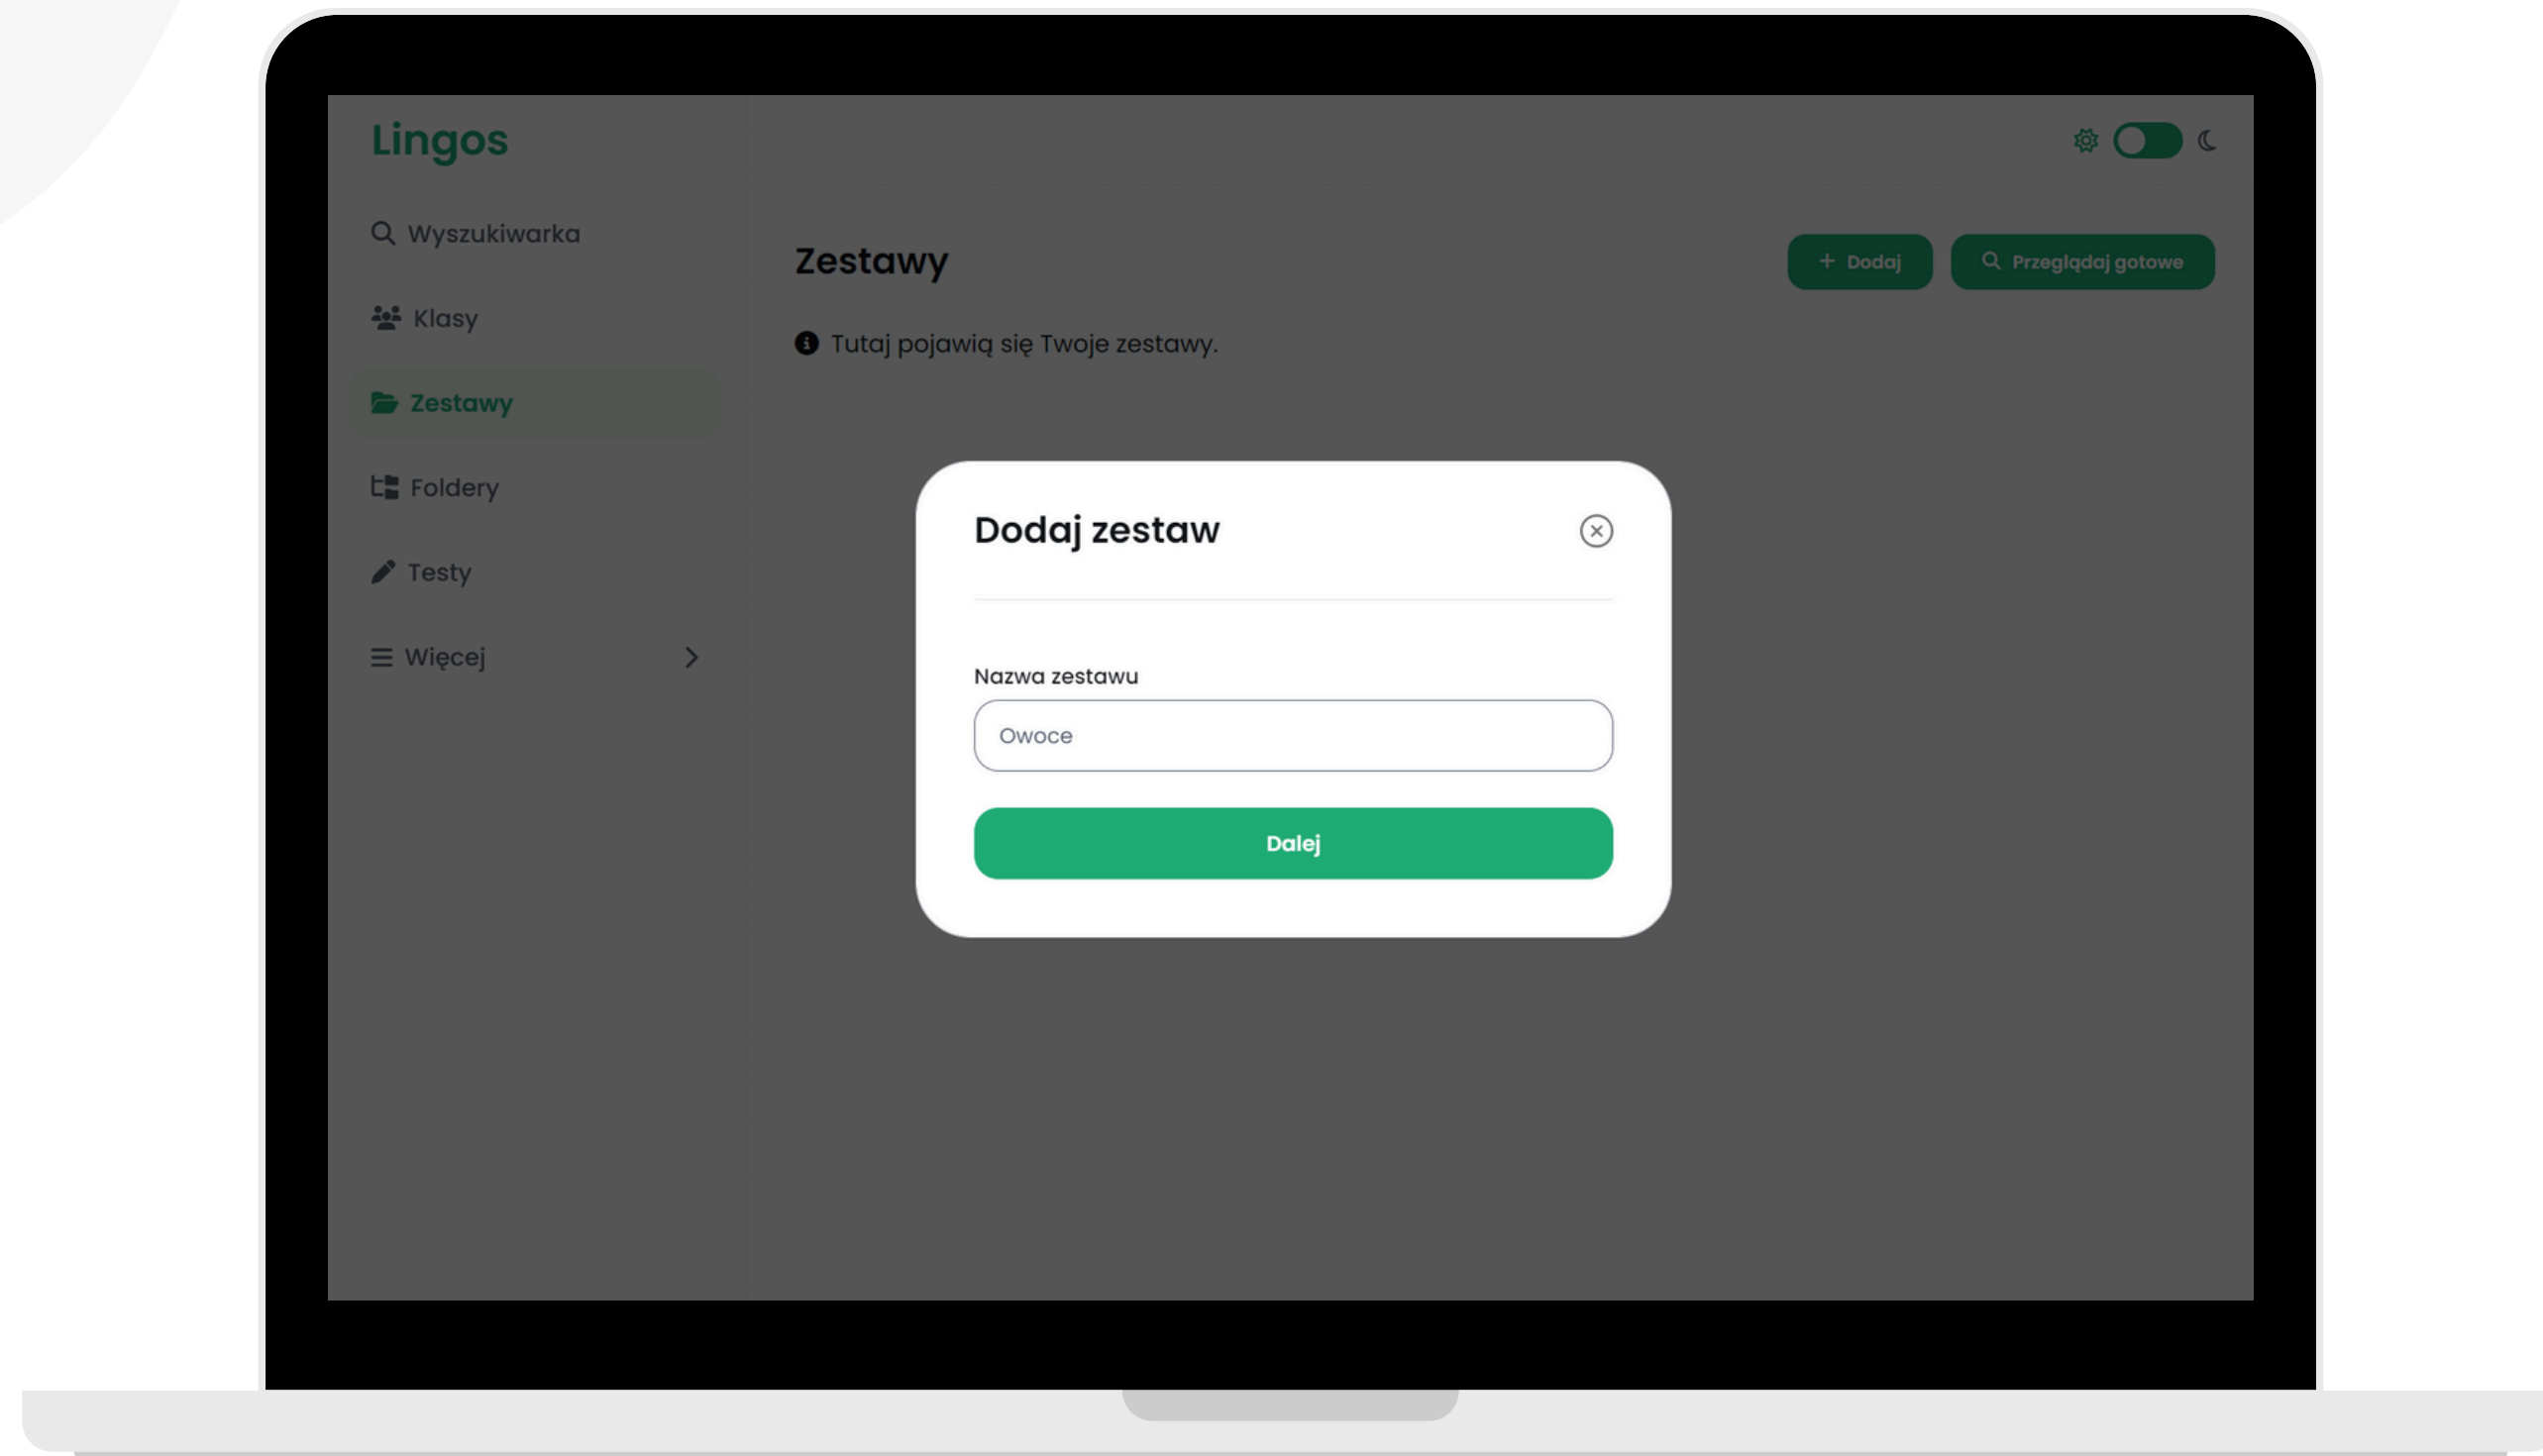 Lingos
Wyszukiwarka
Klasy
Zestawy
Foldery
Testy
Więcej
Zestawy
Dodaj
Przeglądaj gotowe
Tutaj pojawią się Twoje zestawy.
Dodaj zestaw
Nazwa zestawu
Owoce
Dalej